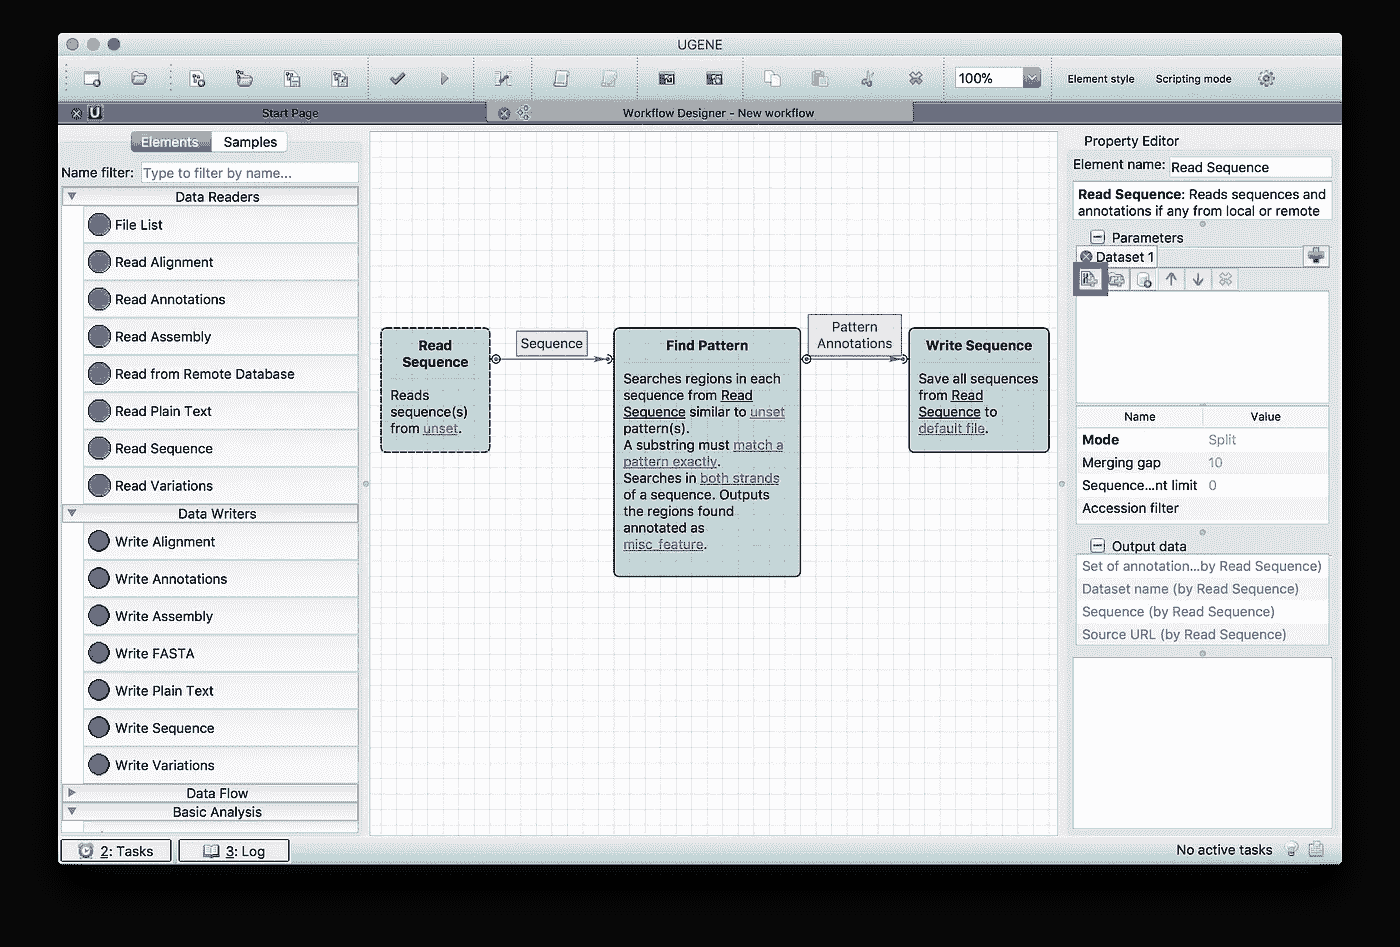 UGENE
100%
Element style
Scripting mode
U
Start Page
Workflow Designer - New workflow
Elements
Samples
Name filter:
Type to filter by name...
Data Readers
File List
Read Alignment
Read Annotations
Read Assembly
Read from Remote Database
Read Plain Text
Read Sequence
Read Variations
Data Writers
Write Alignment
Write Annotations
Write Assembly
Write FASTA
Write Plain Text
Write Sequence
Write Variations
Data Flow
Basic Analysis
Read
Sequence
Reads
sequence(s)
from unset.
Sequence
Find Pattern
Searches regions in each
sequence from Read
Sequence similar to unset
pattern(s).
A substring must match a
pattern exactly.
Searches in both strands
of a sequence. Outputs
the regions found
annotated as
misc_feature.
Pattern
Annotations
Write Sequence
Save all sequences
from Read
Sequence to
default file.
Property Editor
Element name:
Read Sequence
Read Sequence: Reads sequences and
annotations if any from local or remote
Parameters
Dataset 1
Name
Value
Mode
Split
Merging gap
10
Sequence...nt limit
0
Accession filter
Output data
Set of annotation...by Read Sequence)
Dataset name (by Read Sequence)
Sequence (by Read Sequence)
Source URL (by Read Sequence)
2: Tasks
3: Log
No active tasks